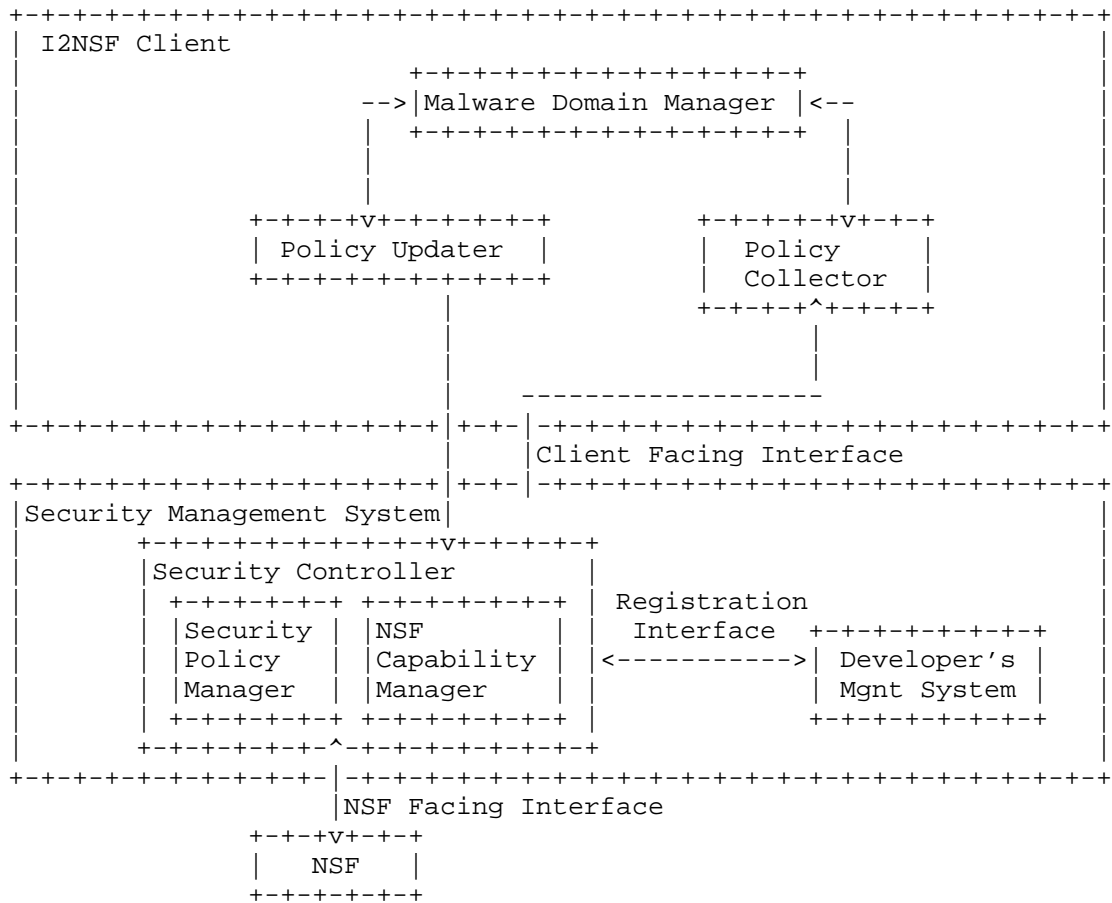 I2NSF Client
Malware Domain Manager
Policy Updater
Policy
Collector
Client Facing Interface
Security Management System
Security Controller
Security
Policy
Manager
NSF
Capability
Manager
Registration
Interface
Developer's
Mgnt System
NSF Facing Interface
NSF